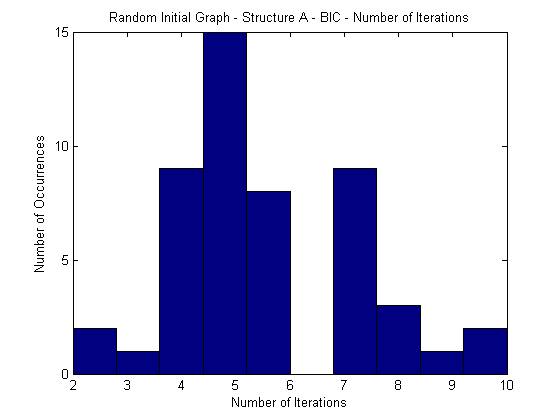 Random Initial Graph - Structure A - BIC - Number of Iterations
15
10
5
0
Number of Occurrences
2 3 4 5 6 7 8 9 10
Number of Iterations